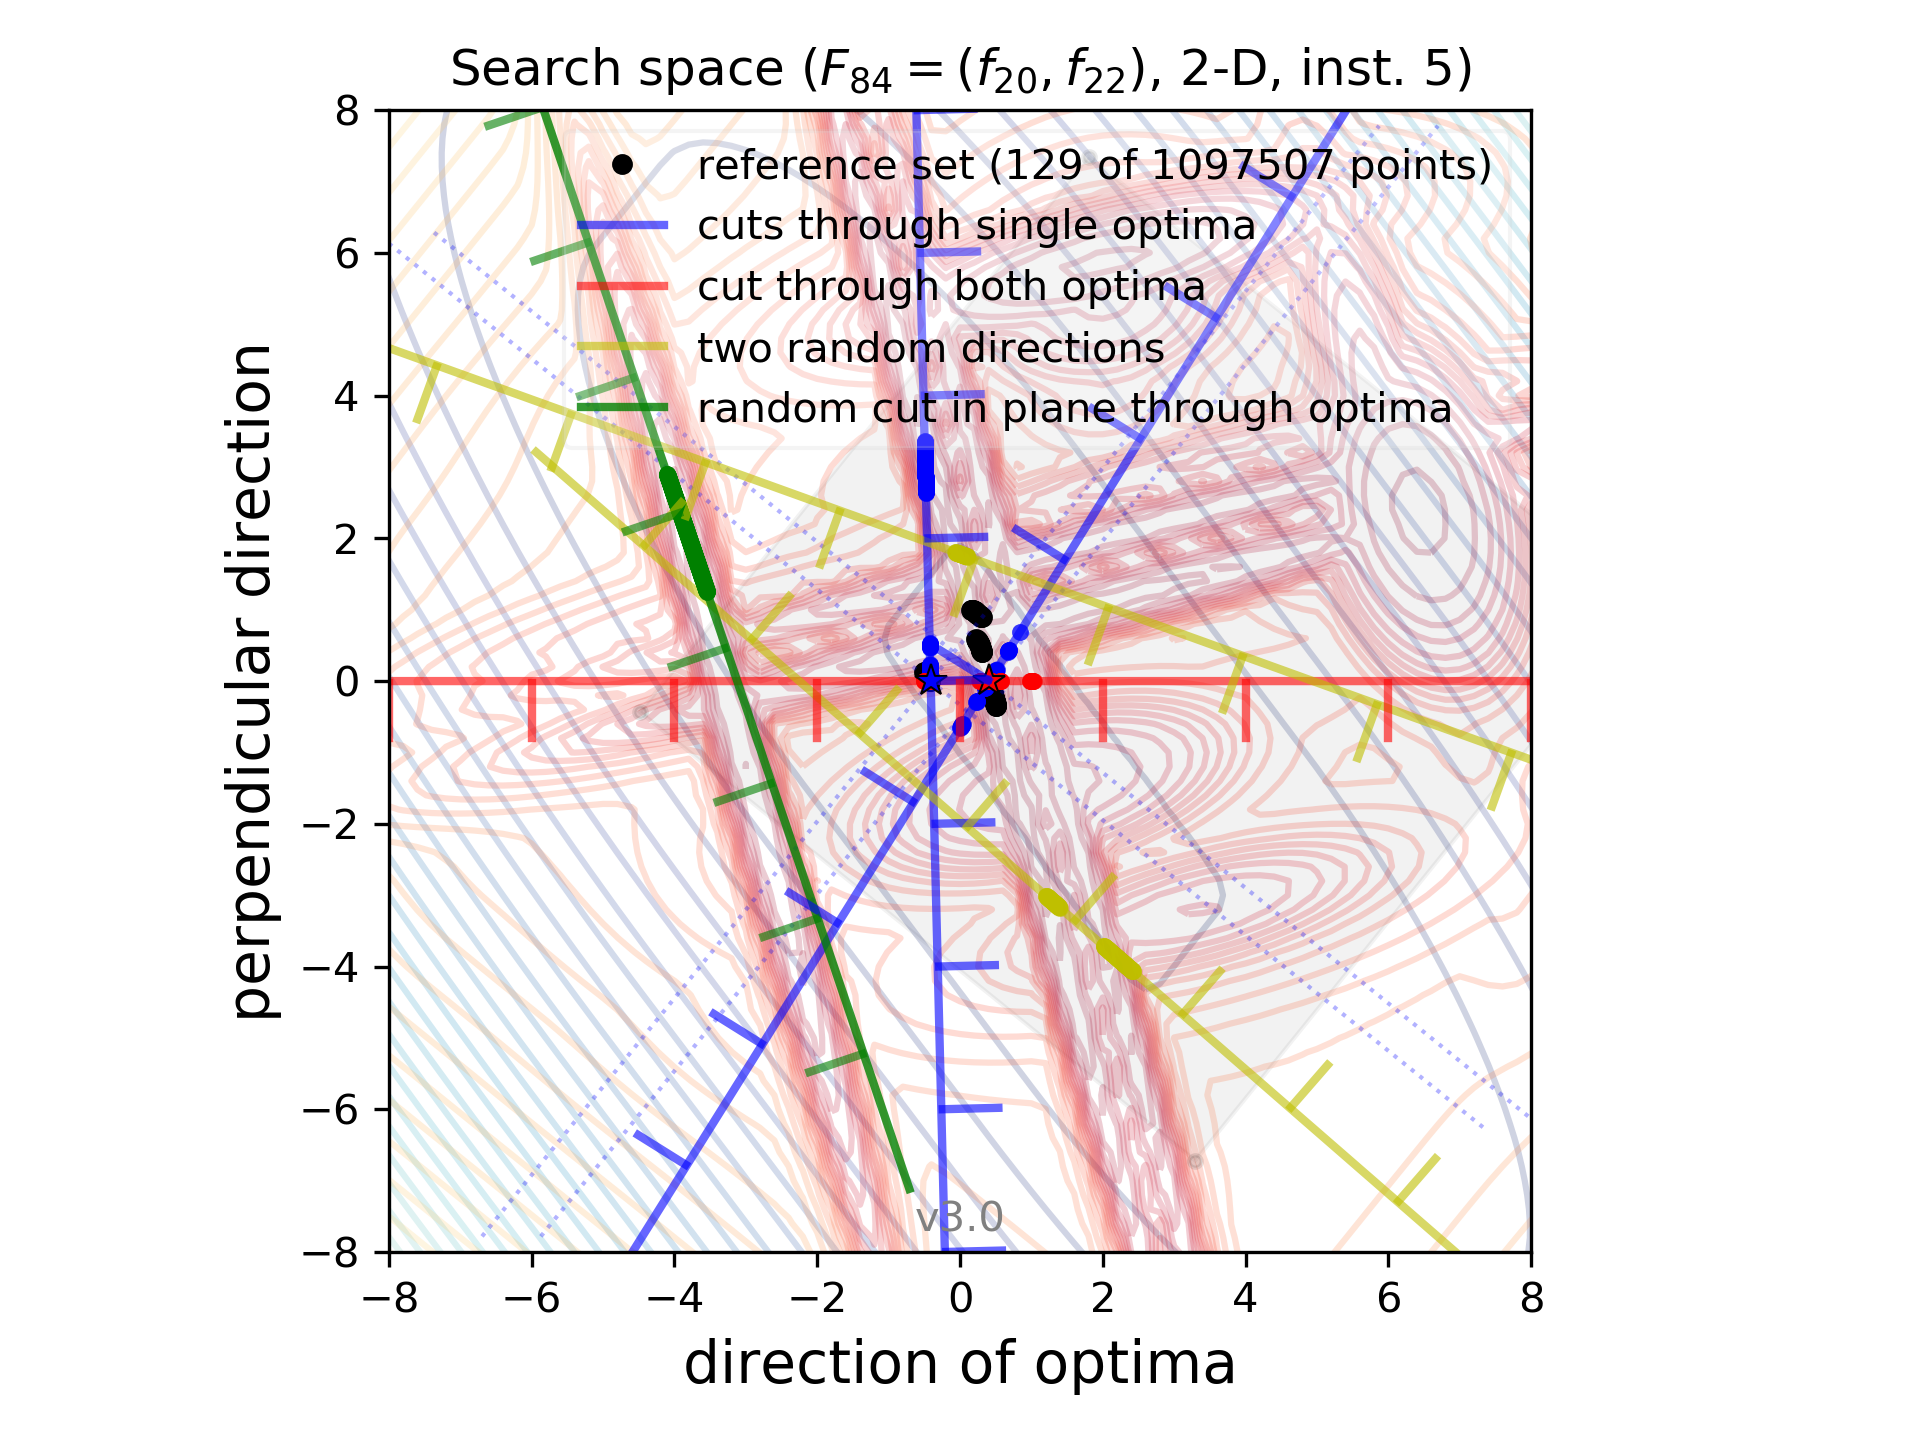 Search space (F84 = (f20, f22), 2-D, inst. 5)
reference set (129 of 1097507 points)
cuts through single optima
cut through both optima
two random directions
random cut in plane through optima
8
6
4
2
0
−2
−4
−6
−8
perpendicular direction
v3.0
−8 −6 −4 −2 0 2 4 6 8
direction of optima